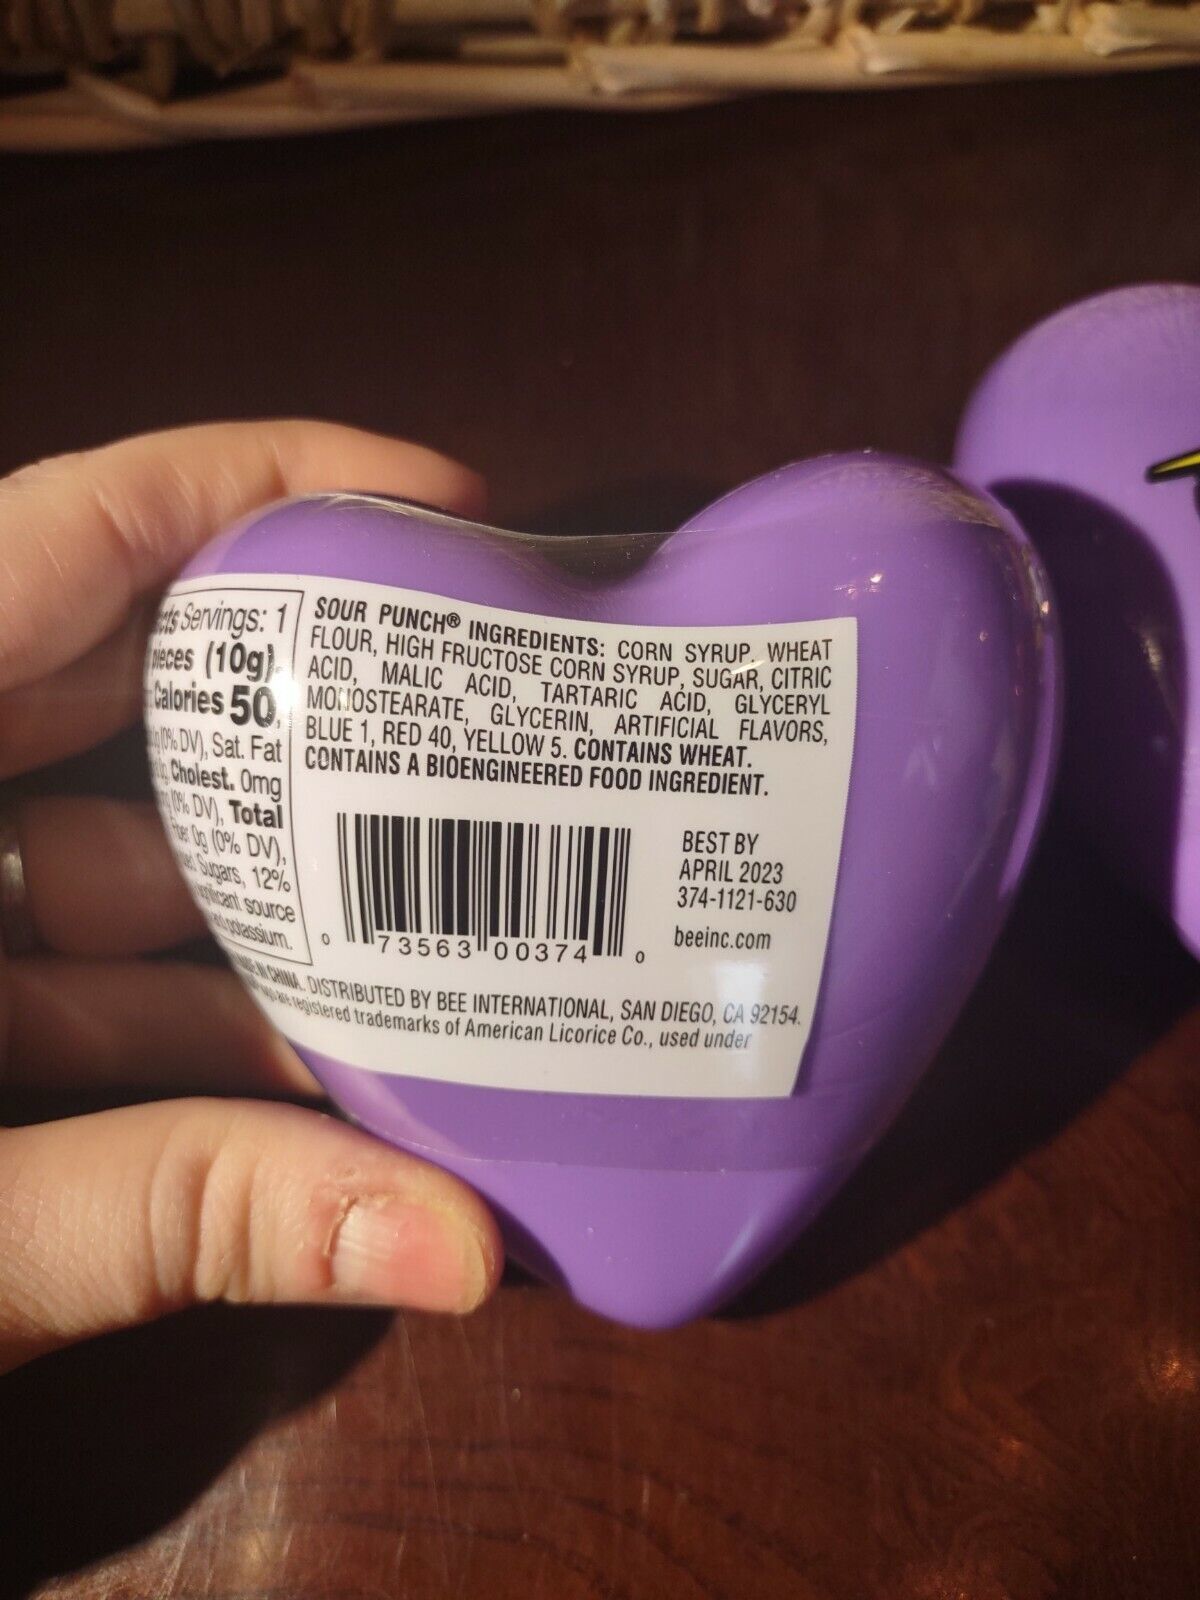 Servings: 1
pieces (10g),
Calories 50,
(0% DV), Sat. Fat
Cholest. 0mg
(0% DV), Total
0g (0% DV),
Sugars, 12%
significant source
potassium.
SOUR PUNCH® INGREDIENTS: CORN SYRUP, WHEAT
FLOUR, HIGH FRUCTOSE CORN SYRUP, SUGAR, CITRIC
ACID, MALIC ACID, TARTARIC ACID, GLYCERYL
MONOSTEARATE, GLYCERIN, ARTIFICIAL FLAVORS,
BLUE 1, RED 40, YELLOW 5. CONTAINS WHEAT.
CONTAINS A BIOENGINEERED FOOD INGREDIENT.
BEST BY
APRIL 2023
374-1121-630
beeinc.com
0 73563 00374 0
IN CHINA. DISTRIBUTED BY BEE INTERNATIONAL, SAN DIEGO, CA 92154.
are registered trademarks of American Licorice Co., used under